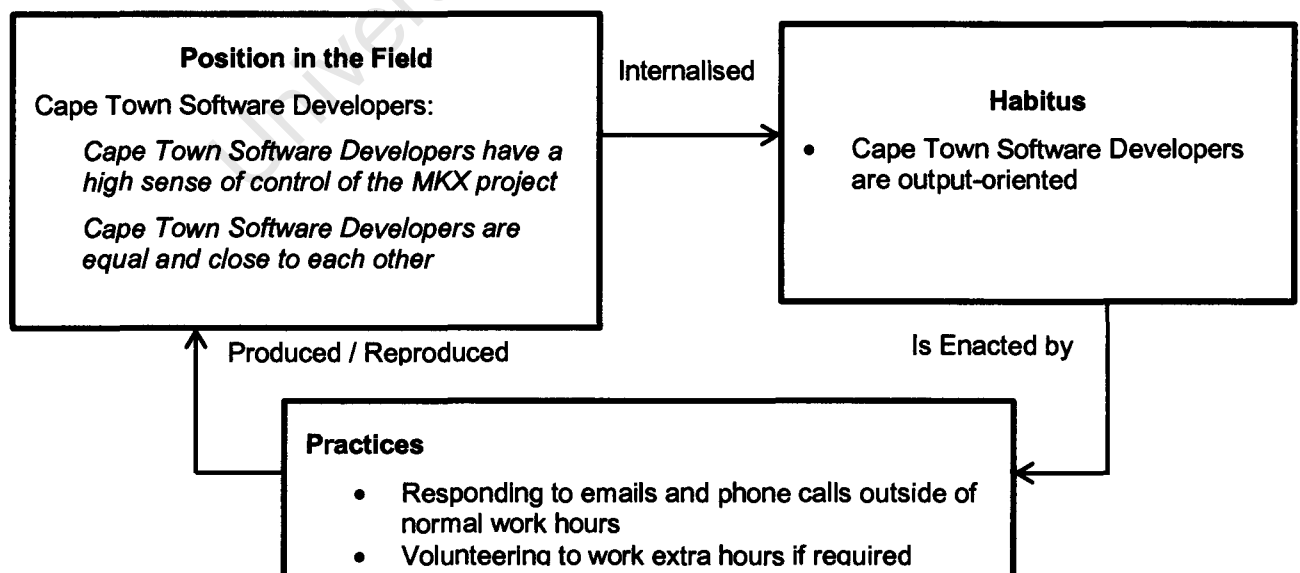 Position in the Field
Cape Town Software Developers:
Cape Town Software Developers have a
high sense of control of the MKX project
Cape Town Software Developers are
equal and close to each other
Internalised
Habitus
• Cape Town Software Developers
are output-oriented
Produced / Reproduced
Is Enacted by
Practices
• Responding to emails and phone calls outside of
normal work hours
• Volunteering to work extra hours if required